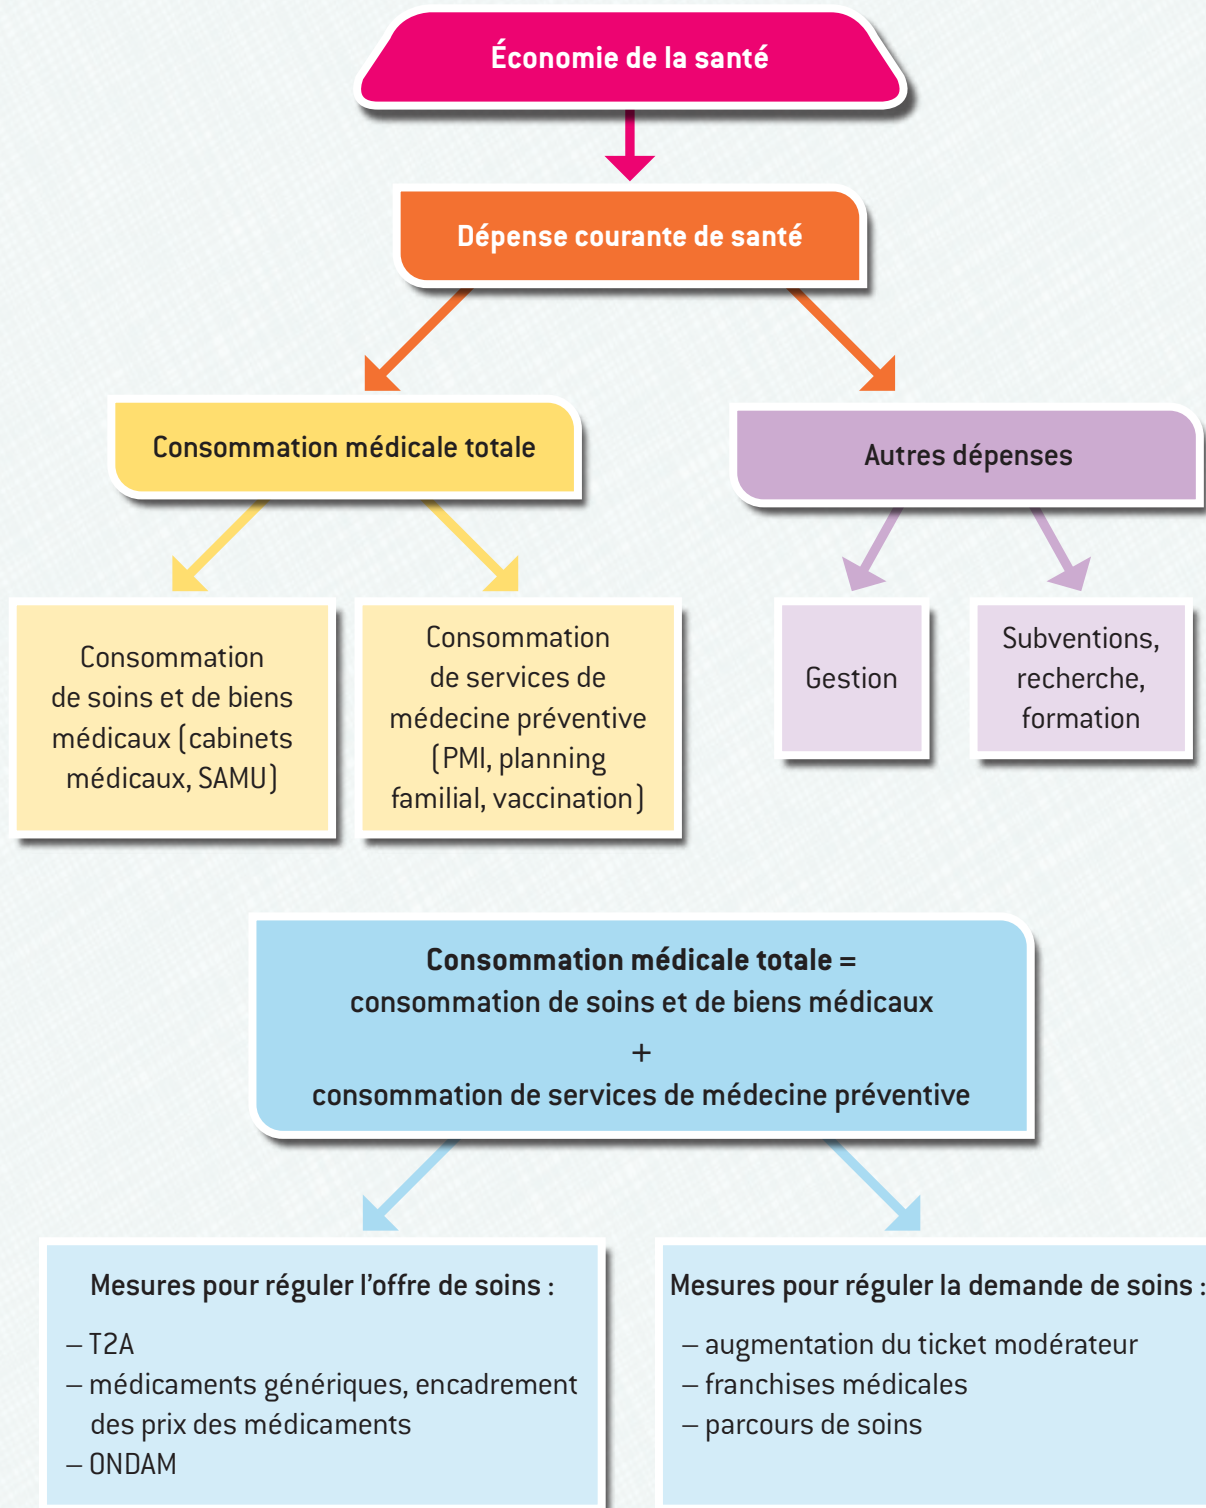 Économie de la santé
Dépense courante de santé
Consommation médicale totale
Autres dépenses
Consommation
de soins et de biens
médicaux (cabinets
médicaux, SAMU)
Consommation
de services de
médecine préventive
(PMI, planning
familial, vaccination)
Gestion
Subventions,
recherche,
formation
Consommation médicale totale =
consommation de soins et de biens médicaux
+
consommation de services de médecine préventive
Mesures pour réguler l’offre de soins :
– T2A
– médicaments génériques, encadrement
des prix des médicaments
– ONDAM
Mesures pour réguler la demande de soins :
– augmentation du ticket modérateur
– franchises médicales
– parcours de soins